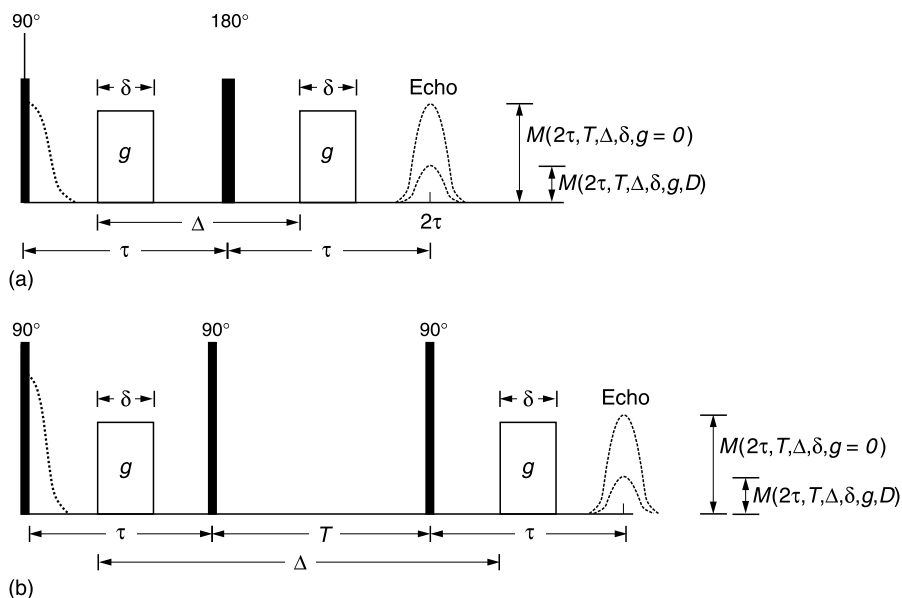 90° 180°
δ δ Echo
g g M(2τ,T,Δ,δ,g = 0)
M(2τ,T,Δ,δ,g,D)
Δ 2τ
τ τ
(a)
90° 90° 90°
δ δ Echo
g g M(2τ,T,Δ,δ,g = 0)
M(2τ,T,Δ,δ,g,D)
τ T τ
Δ
(b)